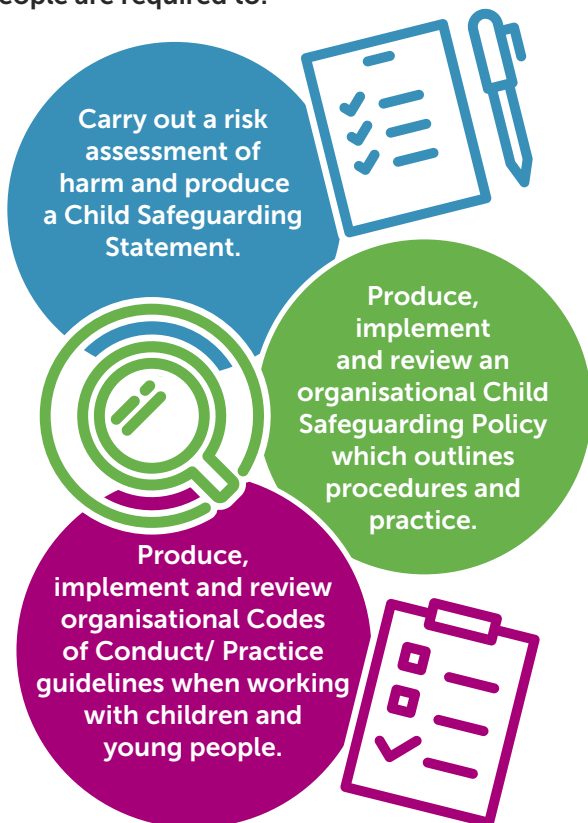 eople are required to:
Carry out a risk
assessment of
harm and produce
a Child Safeguarding
Statement.
Produce,
implement
and review an
organisational Child
Safeguarding Policy
which outlines
procedures and
practice.
Produce,
implement and review
organisational Codes
of Conduct/ Practice
guidelines when working
with children and
young people.